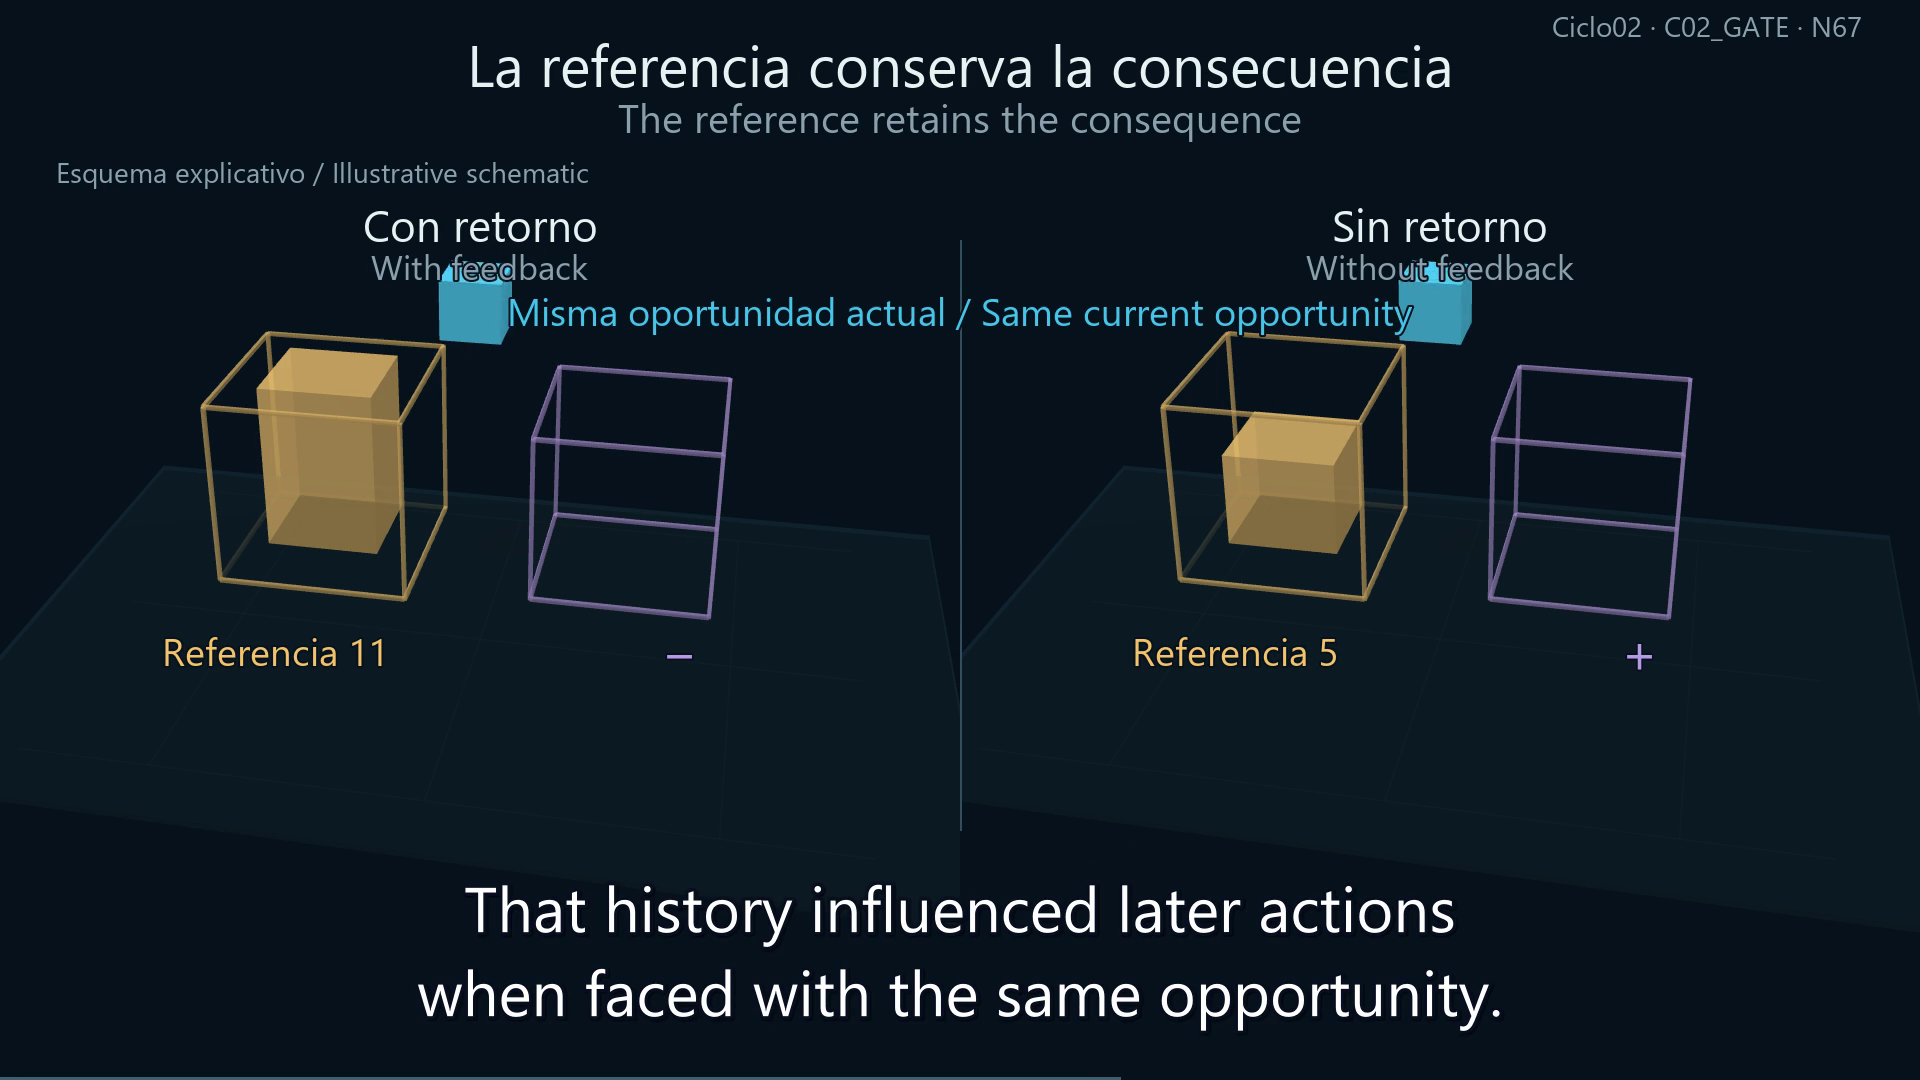 Ciclo02 · C02_GATE · N67
La referencia conserva la consecuencia
The reference retains the consequence
Esquema explicativo / Illustrative schematic
Con retorno
With feedback
Sin retorno
Without feedback
Misma oportunidad actual / Same current opportunity
Referencia 11
−
Referencia 5
+
That history influenced later actions
when faced with the same opportunity.